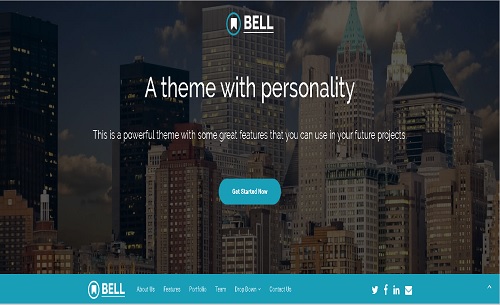 BELL
A theme with personality
This is a powerful theme with some great features that you can use in your future projects
Get Started Now
BELL About Us Features Portfolio Team Drop Down Contact Us